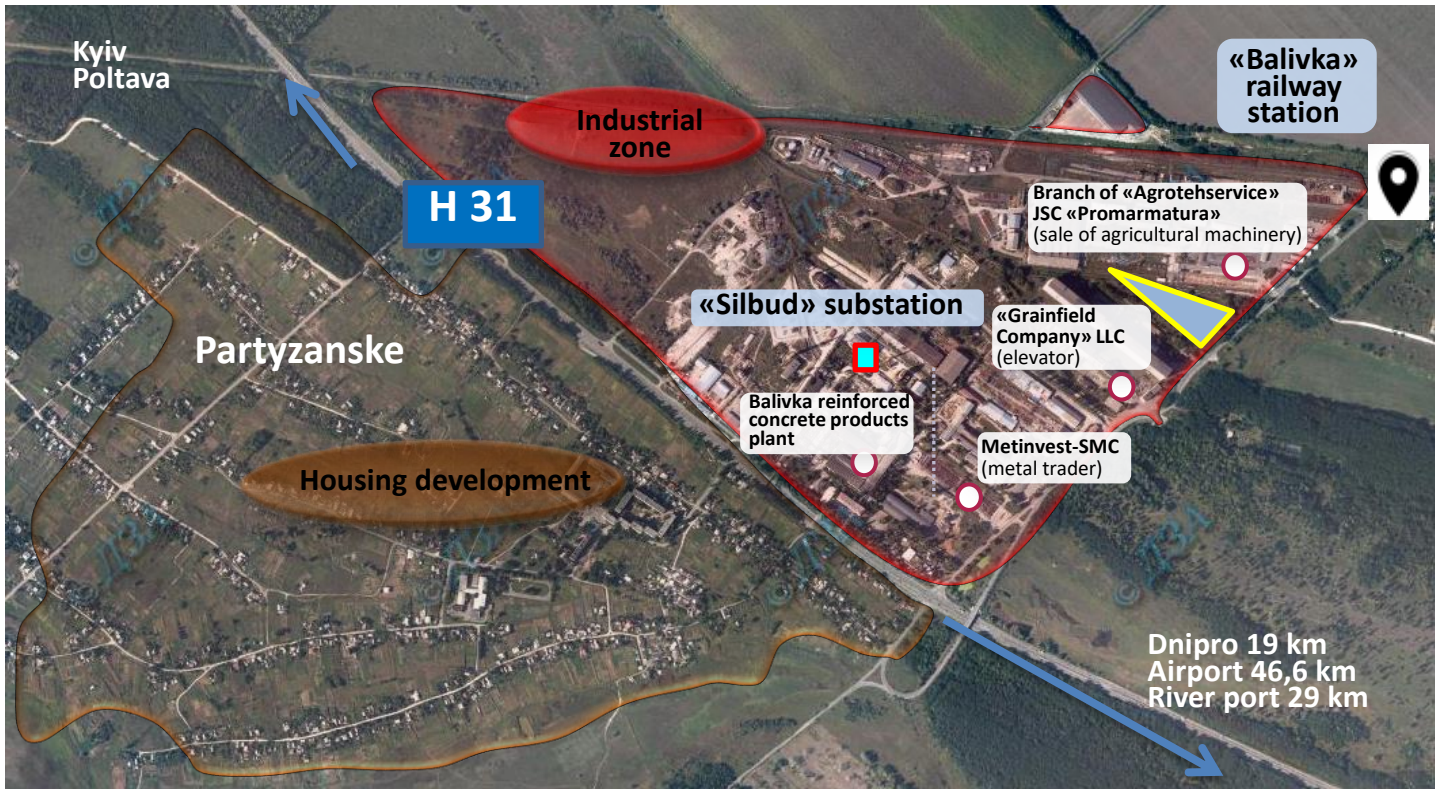 Kyiv
Poltava
«Balivka»
railway
station
Industrial
zone
H 31
Branch of «Agrotehservice»
JSC «Promarmatura»
(sale of agricultural machinery)
«Silbud» substation
«Grainfield
Company» LLC
(elevator)
Partyzanske
Balivka reinforced
concrete products
plant
Metinvest-SMC
(metal trader)
Housing development
Dnipro 19 km
Airport 46,6 km
River port 29 km